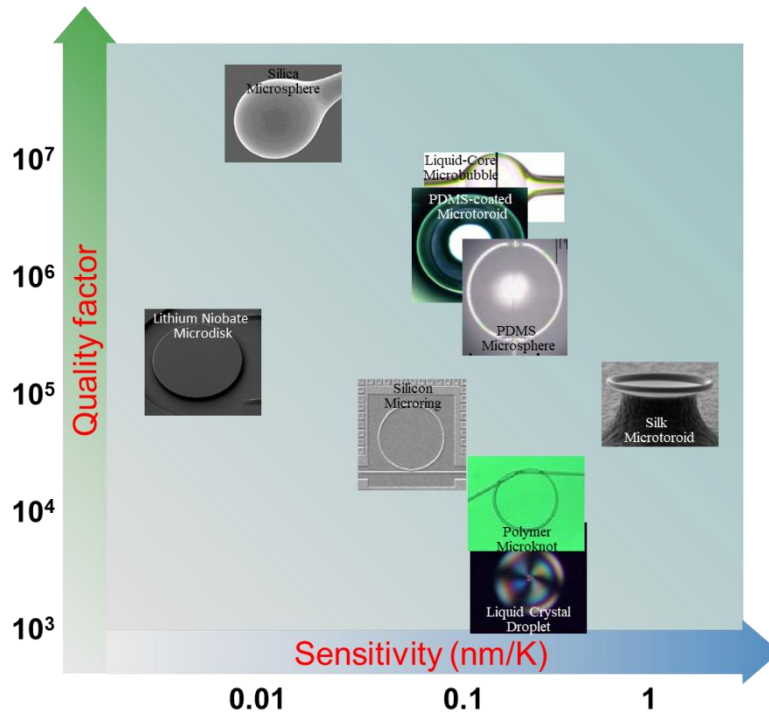 Quality factor
10⁷
10⁶
10⁵
10⁴
10³
Silica
Microsphere
Liquid-Core
Microbubble
PDMS-coated
Microtoroid
PDMS
Microsphere
Lithium Niobate
Microdisk
Silicon
Microring
Silk
Microtoroid
Polymer
Microknot
Liquid Crystal
Droplet
Sensitivity (nm/K)
0.01
0.1
1